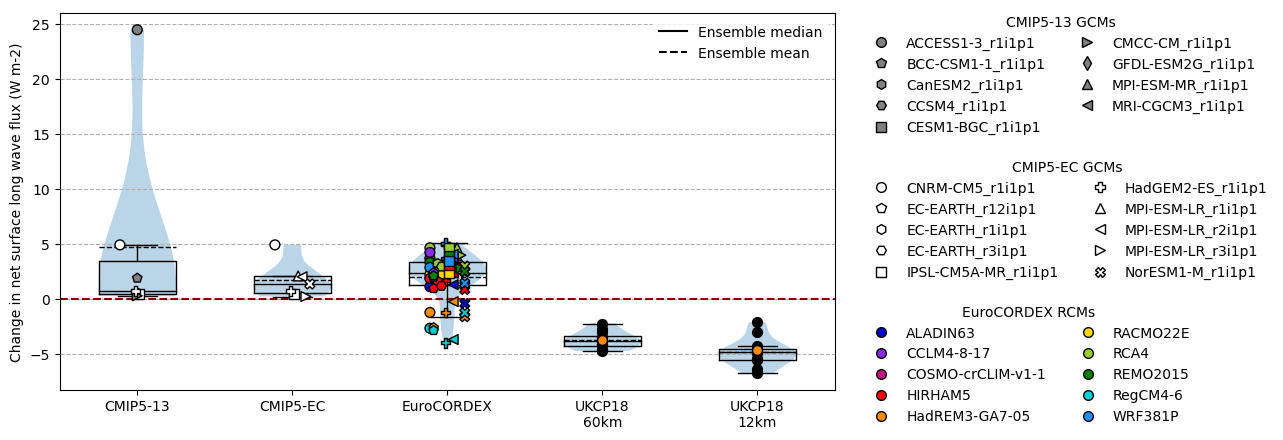 Change in net surface long wave flux (W m-2)
25
20
15
10
5
0
−5
Ensemble median
Ensemble mean
CMIP5-13
CMIP5-EC
EuroCORDEX
UKCP18
60km
UKCP18
12km
CMIP5-13 GCMs
ACCESS1-3_r1i1p1
BCC-CSM1-1_r1i1p1
CanESM2_r1i1p1
CCSM4_r1i1p1
CESM1-BGC_r1i1p1
CMCC-CM_r1i1p1
GFDL-ESM2G_r1i1p1
MPI-ESM-MR_r1i1p1
MRI-CGCM3_r1i1p1
CMIP5-EC GCMs
CNRM-CM5_r1i1p1
EC-EARTH_r12i1p1
EC-EARTH_r1i1p1
EC-EARTH_r3i1p1
IPSL-CM5A-MR_r1i1p1
HadGEM2-ES_r1i1p1
MPI-ESM-LR_r1i1p1
MPI-ESM-LR_r2i1p1
MPI-ESM-LR_r3i1p1
NorESM1-M_r1i1p1
EuroCORDEX RCMs
ALADIN63
CCLM4-8-17
COSMO-crCLIM-v1-1
HIRHAM5
HadREM3-GA7-05
RACMO22E
RCA4
REMO2015
RegCM4-6
WRF381P